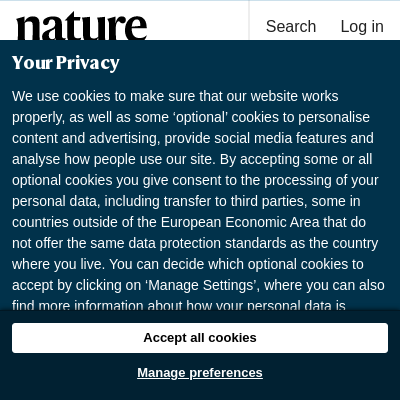 nature
Search
Log in
Your Privacy
We use cookies to make sure that our website works
properly, as well as some ‘optional’ cookies to personalise
content and advertising, provide social media features and
analyse how people use our site. By accepting some or all
optional cookies you give consent to the processing of your
personal data, including transfer to third parties, some in
countries outside of the European Economic Area that do
not offer the same data protection standards as the country
where you live. You can decide which optional cookies to
accept by clicking on ‘Manage Settings’, where you can also
find more information about how your personal data is
Accept all cookies
Manage preferences